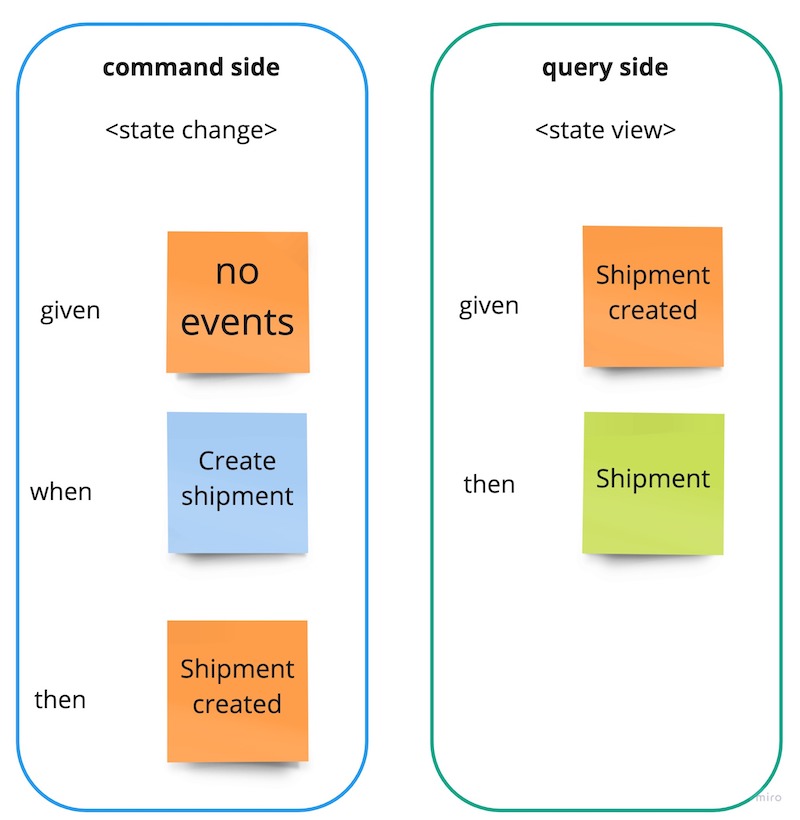 command side
<state change>
given
no
events
when
Create
shipment
then
Shipment
created
query side
<state view>
given
Shipment
created
then
Shipment
miro